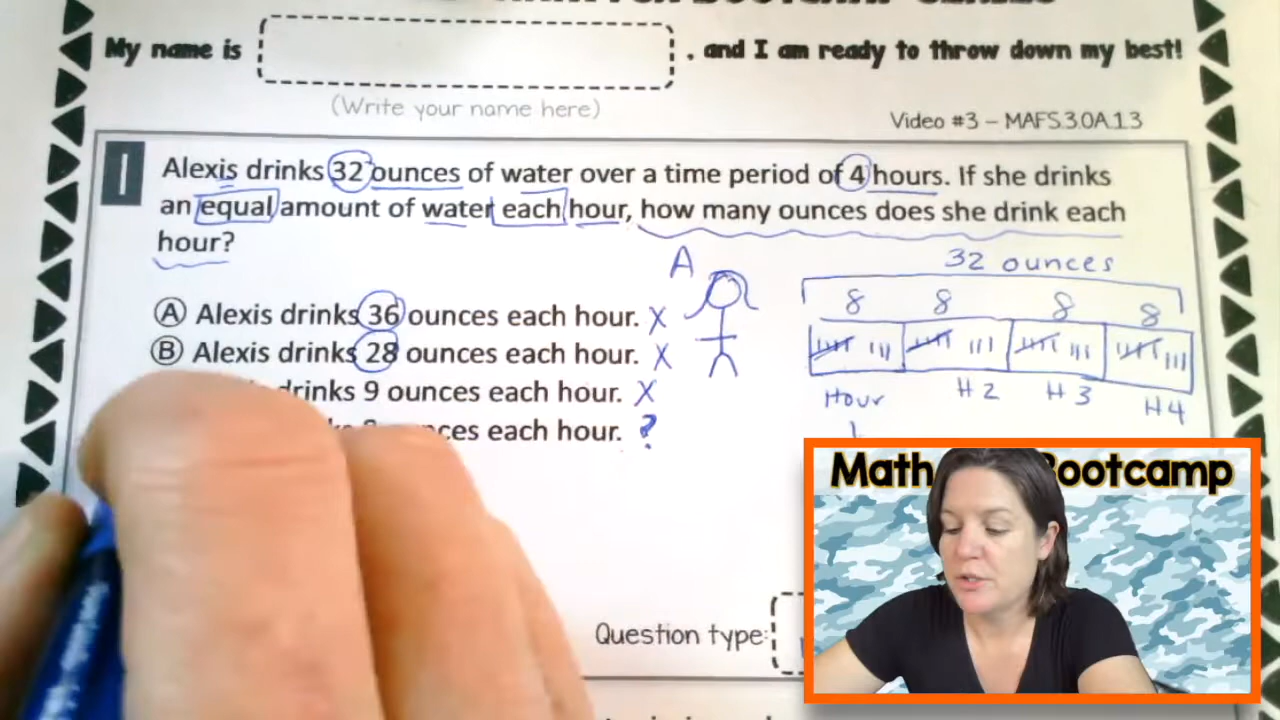 My name is , and I am ready to throw down my best!
(Write your name here)
Video #3 – MAFS.3.OA.1.3
1 Alexis drinks 32 ounces of water over a time period of 4 hours. If she drinks
an equal amount of water each hour, how many ounces does she drink each
hour?
A Alexis drinks 36 ounces each hour. X
B Alexis drinks 28 ounces each hour. X
drinks 9 ounces each hour. X
each hour. ?
A
32 ounces
8 8 8 8
Hour H2 H3 H4
1
Question type:
Math Bootcamp